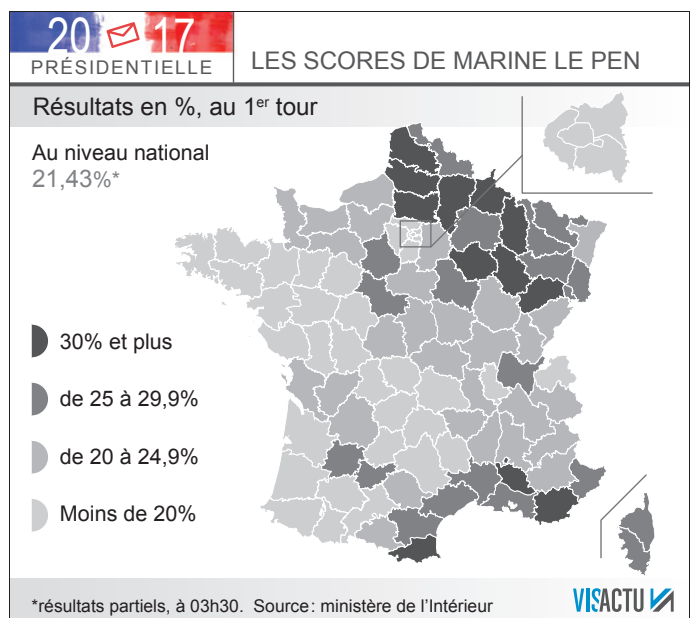 20 17
PRÉSIDENTIELLE
LES SCORES DE MARINE LE PEN
Résultats en %, au 1er tour
Au niveau national
21,43%*
30% et plus
de 25 à 29,9%
de 20 à 24,9%
Moins de 20%
*résultats partiels, à 03h30. Source: ministère de l'Intérieur
VISACTU